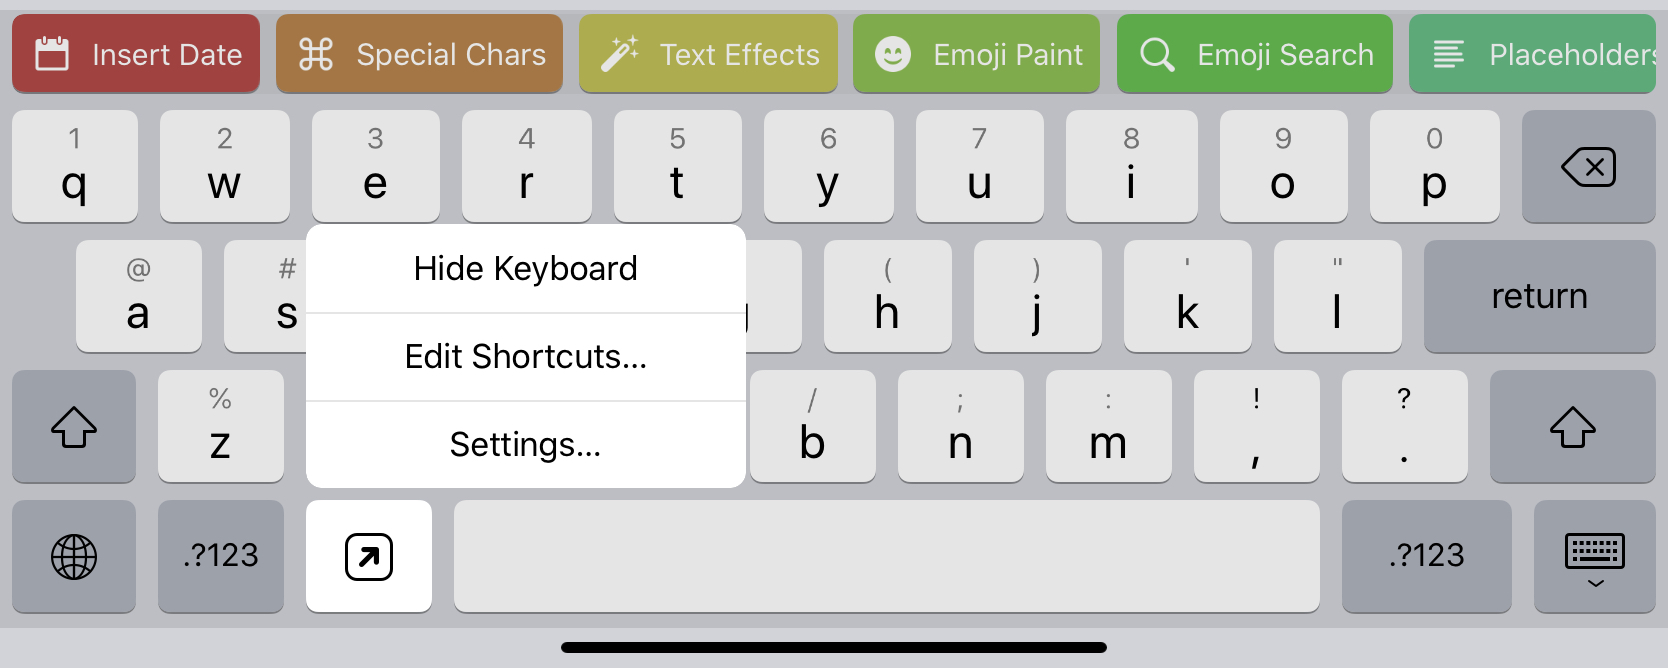 Insert Date
Special Chars
Text Effects
Emoji Paint
Emoji Search
Placeholders
1 2 3 4 5 6 7 8 9 0
q w e r t y u i o p
@ # ( ) ' "
a s h j k l
return
Hide Keyboard
Edit Shortcuts...
Settings...
% / ; : ! ?
z b n m , .
.?123 .?123